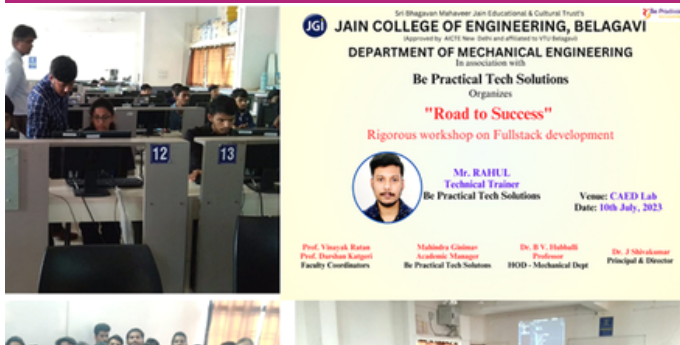 12
13
Sri Bhagavan Mahaveer Jain Educational & Cultural Trust's
JGI
JAIN COLLEGE OF ENGINEERING, BELAGAVI
(Approved by AICTE New Delhi and affiliated to VTU Belagavi)
DEPARTMENT OF MECHANICAL ENGINEERING
In association with
Be Practical Tech Solutions
Organizes
"Road to Success"
Rigorous workshop on Fullstack development
Mr. RAHUL
Technical Trainer
Be Practical Tech Solutions
Venue: CAED Lab
Date: 10th July, 2023
Prof. Vinayak Ratan
Prof. Darshan Katgeri
Faculty Coordinators
Mahindra
Academic Manager
Be Practical Tech Solutons
Dr. B V. Hubballi
Professor
HOD - Mechanical Dept
Dr. J Shivakumar
Principal & Director
Be Practical